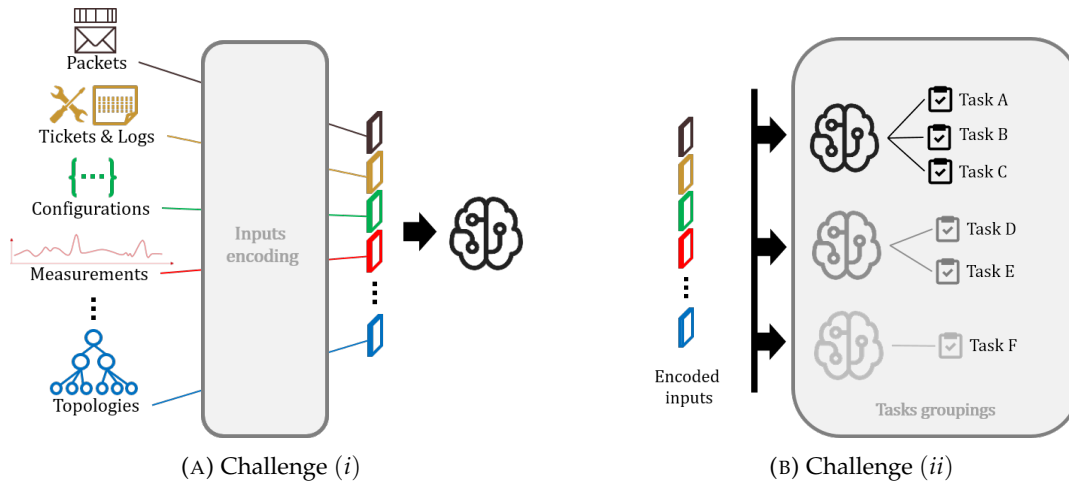 Packets
Tickets & Logs
Configurations
Measurements
Topologies
Inputs
encoding
(A) Challenge (i)
Encoded
inputs
Task A
Task B
Task C
Task D
Task E
Task F
Tasks groupings
(B) Challenge (ii)